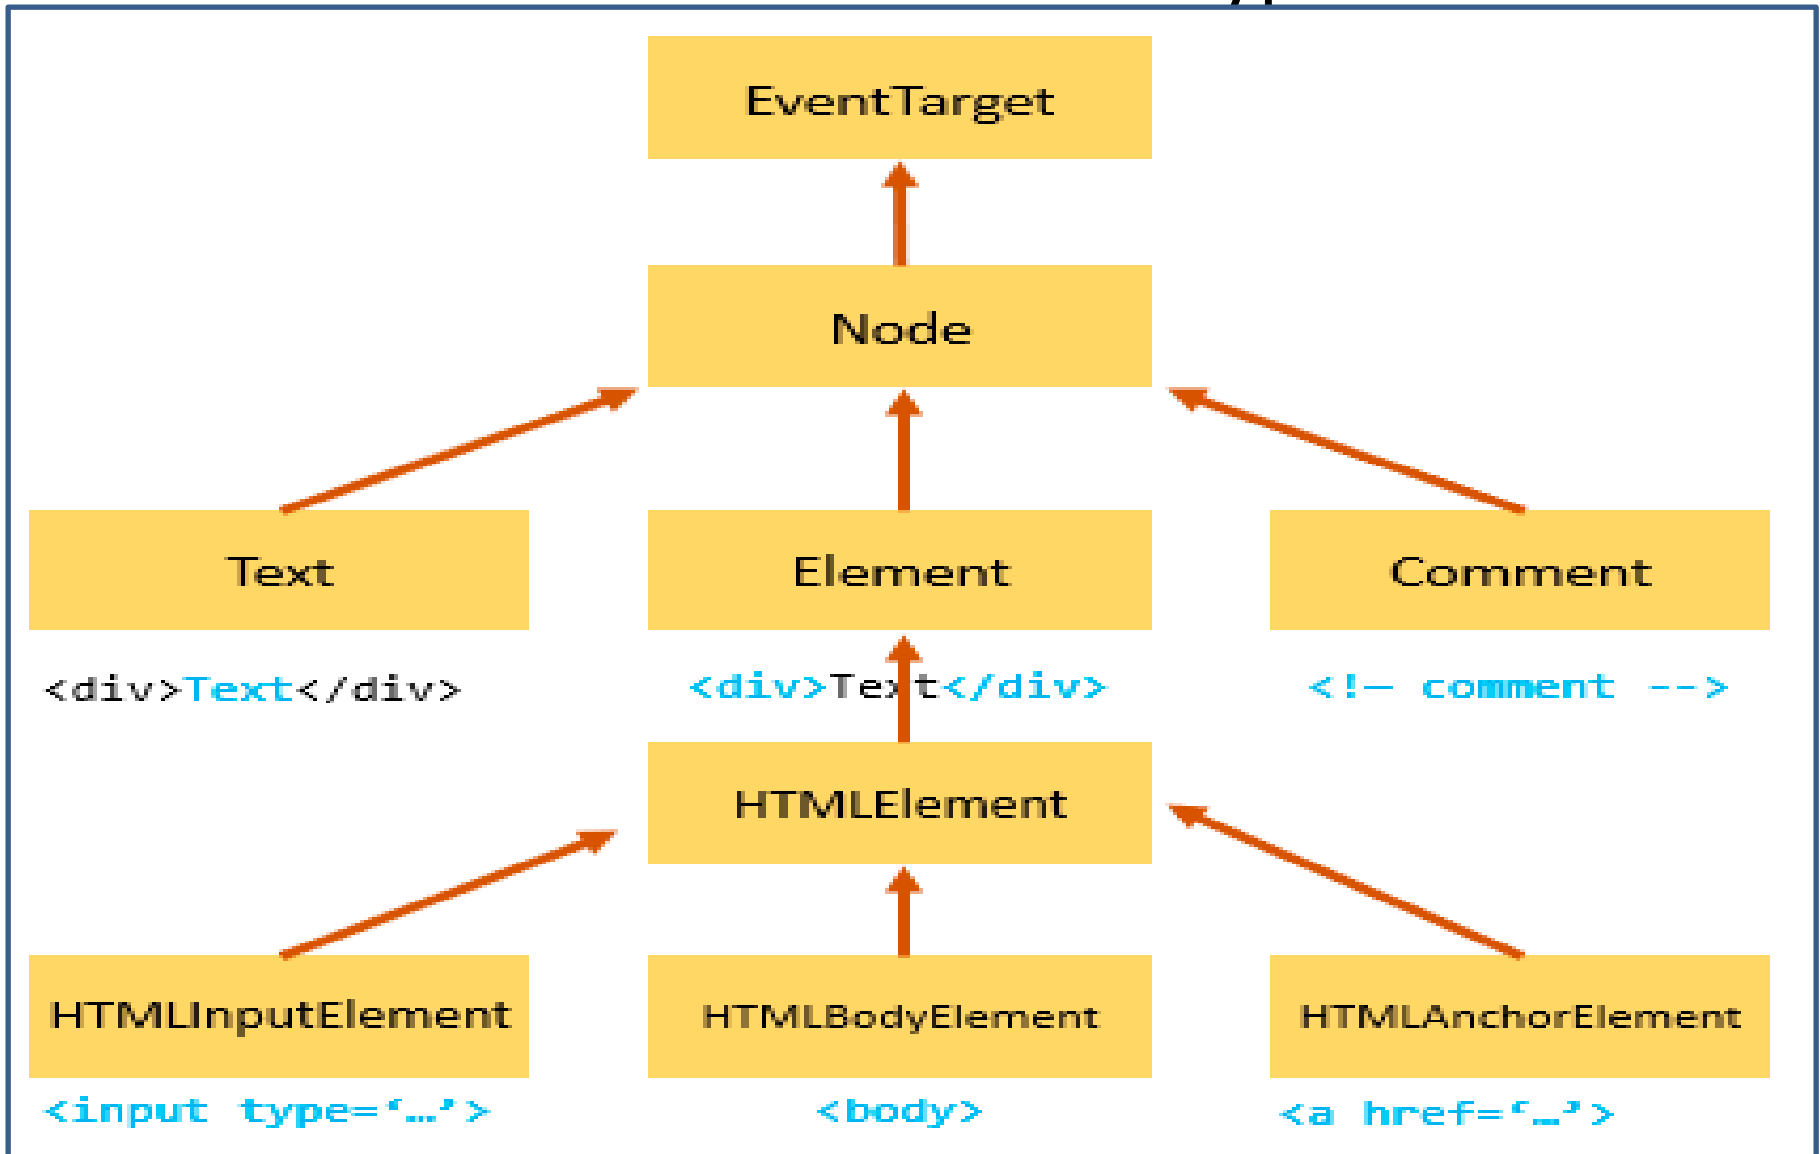 EventTarget
Node
Text
Element
Comment
<div>Text</div>
<div>Text</div>
<!– comment -->
HTMLElement
HTMLInputElement
HTMLBodyElement
HTMLAnchorElement
<input type=‘…’>
<body>
<a href=‘…’>